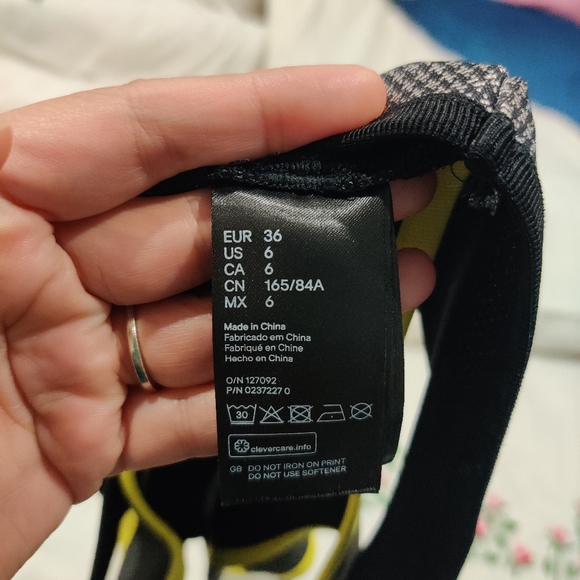 EUR 36
US 6
CA 6
CN 165/84A
MX 6
Made in China
Fabricado em China
Fabriqué en Chine
Hecho en China
O/N 127092
P/N 0237227 0
30
clevercare.info
GB DO NOT IRON ON PRINT
DO NOT USE SOFTENER